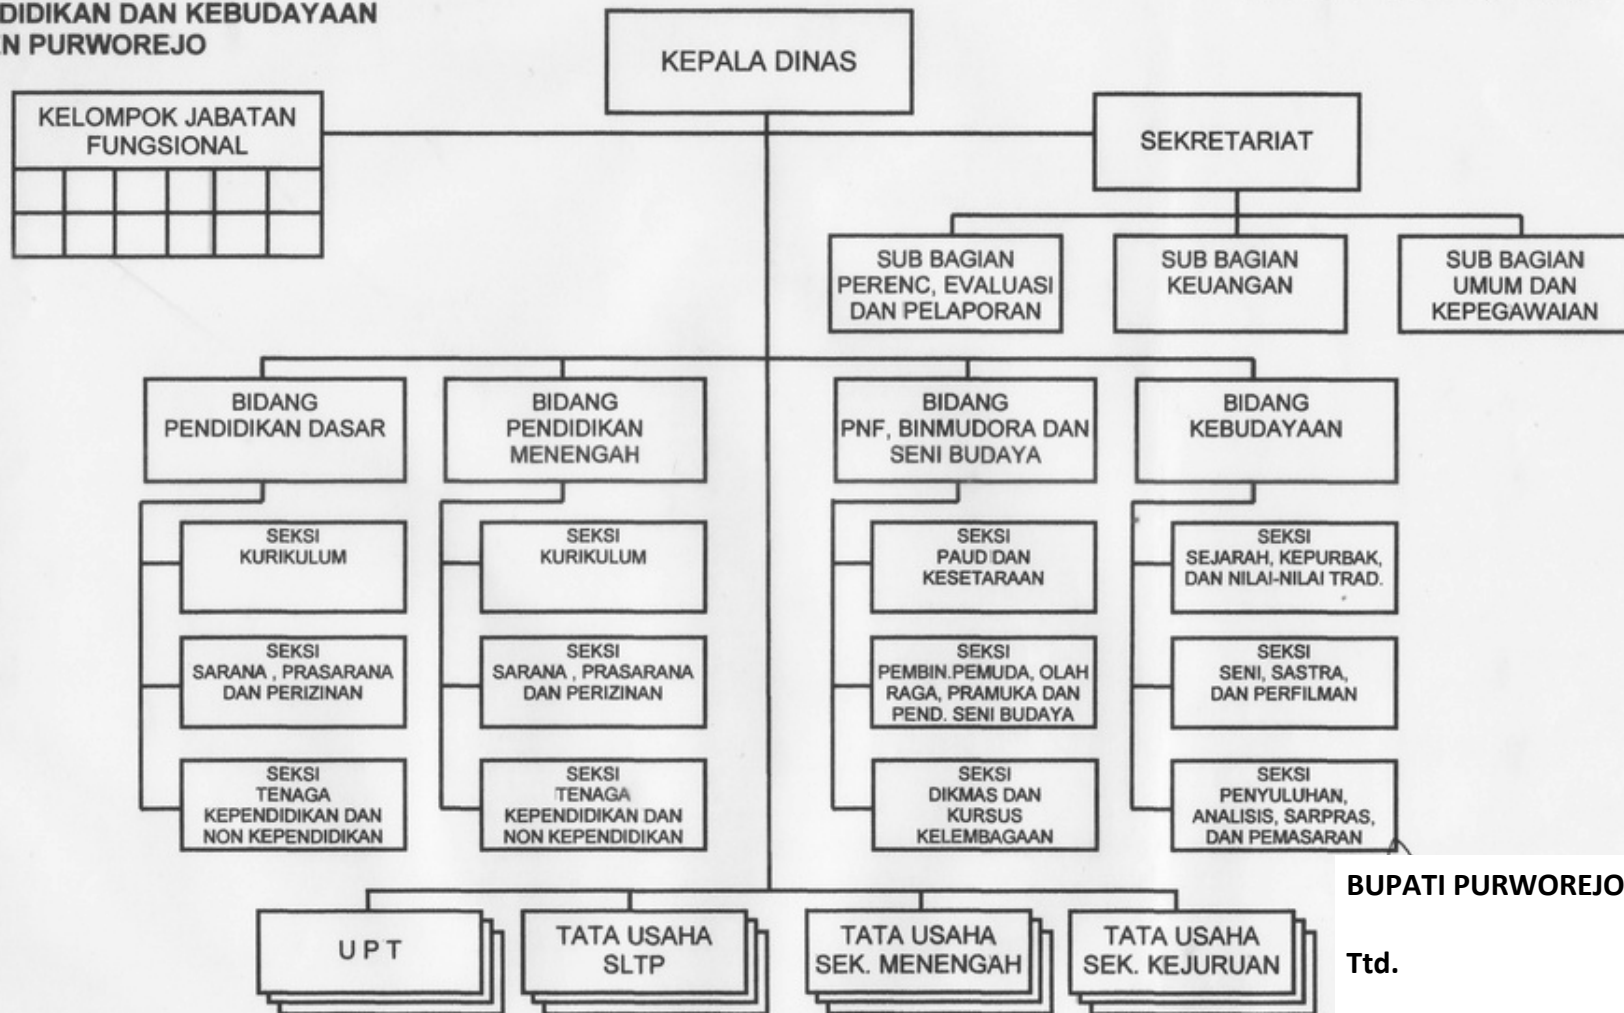 DIDIKAN DAN KEBUDAYAAN
EN PURWOREJO
KEPALA DINAS
KELOMPOK JABATAN
FUNGSIONAL
SEKRETARIAT
SUB BAGIAN
PERENC, EVALUASI
DAN PELAPORAN
SUB BAGIAN
KEUANGAN
SUB BAGIAN
UMUM DAN
KEPEGAWAIAN
BIDANG
PENDIDIKAN DASAR
BIDANG
PENDIDIKAN
MENENGAH
BIDANG
PNF, BINMUDORA DAN
SENI BUDAYA
BIDANG
KEBUDAYAAN
SEKSI
KURIKULUM
SEKSI
KURIKULUM
SEKSI
PAUD DAN
KESETARAAN
SEKSI
SEJARAH, KEPURBAK,
DAN NILAI-NILAI TRAD.
SEKSI
SARANA , PRASARANA
DAN PERIZINAN
SEKSI
SARANA , PRASARANA
DAN PERIZINAN
SEKSI
PEMBIN.PEMUDA, OLAH
RAGA, PRAMUKA DAN
PEND. SENI BUDAYA
SEKSI
SENI, SASTRA,
DAN PERFILMAN
SEKSI
TENAGA
KEPENDIDIKAN DAN
NON KEPENDIDIKAN
SEKSI
TENAGA
KEPENDIDIKAN DAN
NON KEPENDIDIKAN
SEKSI
DIKMAS DAN
KURSUS
KELEMBAGAAN
SEKSI
PENYULUHAN,
ANALISIS, SARPRAS,
DAN PEMASARAN
U P T
TATA USAHA
SLTP
TATA USAHA
SEK. MENENGAH
TATA USAHA
SEK. KEJURUAN
BUPATI PURWOREJO
Ttd.